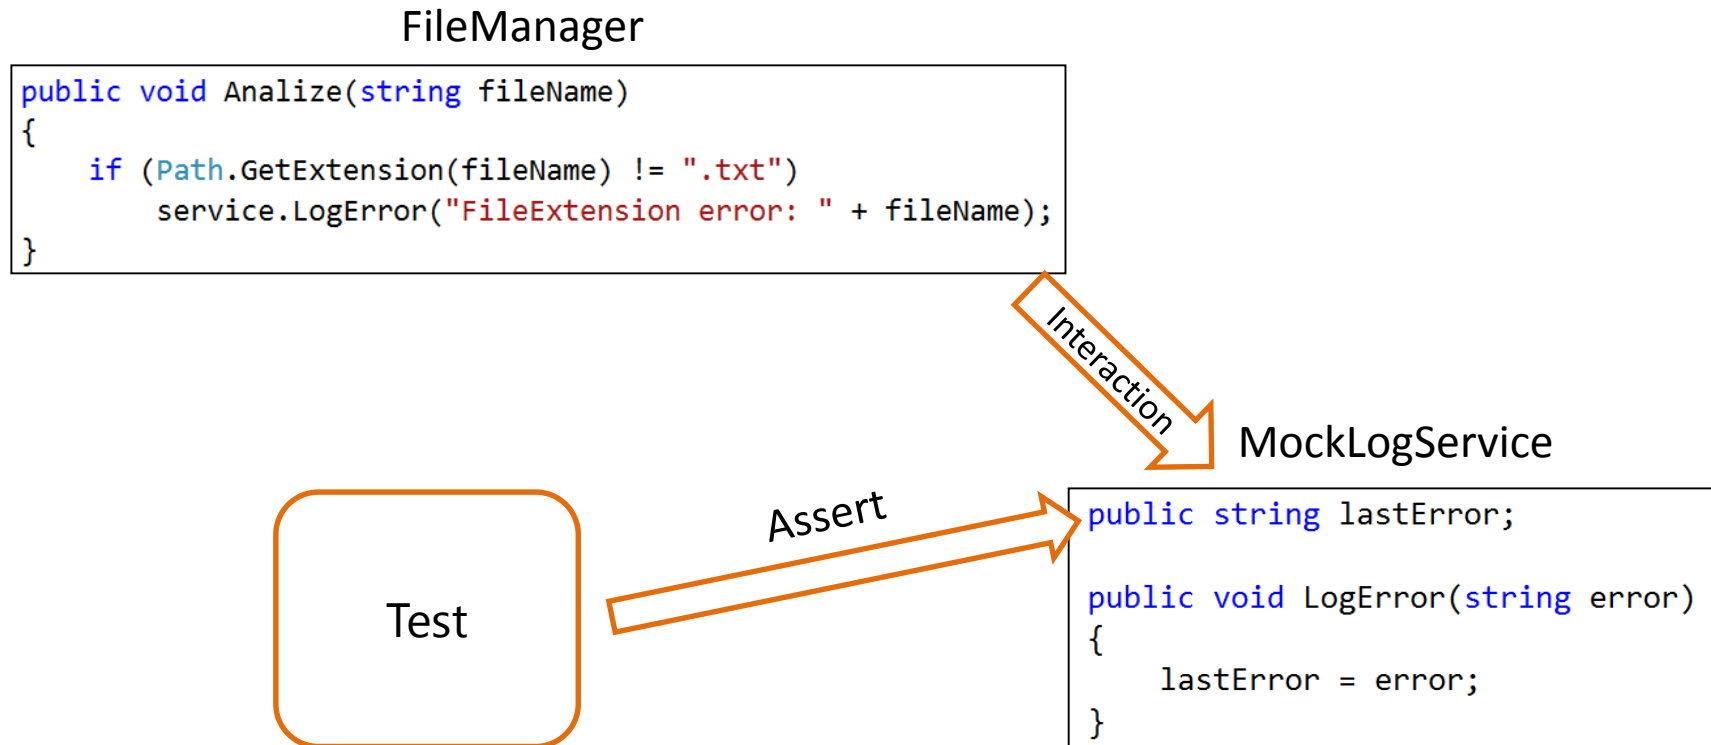 FileManager
public void Analize(string fileName)
{
    if (Path.GetExtension(fileName) != ".txt")
        service.LogError("FileExtension error: " + fileName);
}
Interaction
MockLogService
Assert
Test
public string lastError;
public void LogError(string error)
{
    lastError = error;
}